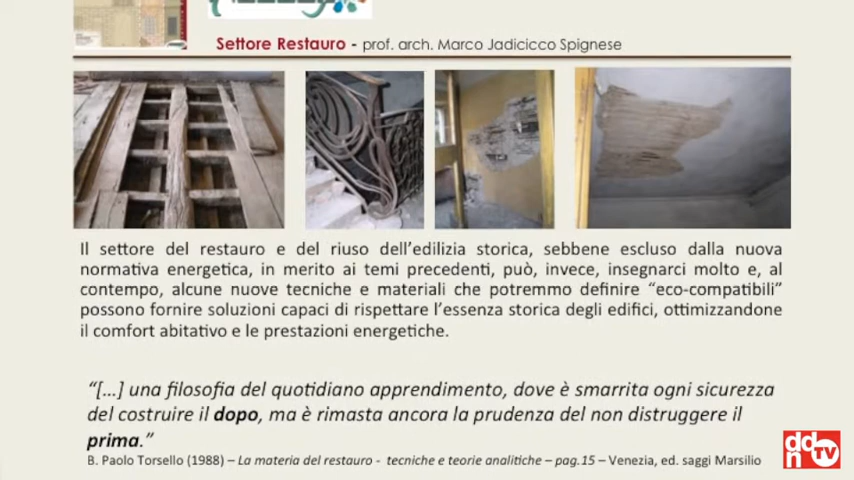 Settore Restauro - prof. arch. Marco Jadicicco Spignese
Il settore del restauro e del riuso dell'edilizia storica, sebbene escluso dalla nuova
normativa energetica, in merito ai temi precedenti, può, invece, insegnarci molto e, al
contempo, alcune nuove tecniche e materiali che potremmo definire "eco-compatibili"
possono fornire soluzioni capaci di rispettare l'essenza storica degli edifici, ottimizzandone
il comfort abitativo e le prestazioni energetiche.
"[...] una filosofia del quotidiano apprendimento, dove è smarrita ogni sicurezza
del costruire il dopo, ma è rimasta ancora la prudenza del non distruggere il
prima."
B. Paolo Torsello (1988) – La materia del restauro - tecniche e teorie analitiche – pag.15 – Venezia, ed. saggi Marsilio
dd
n TV